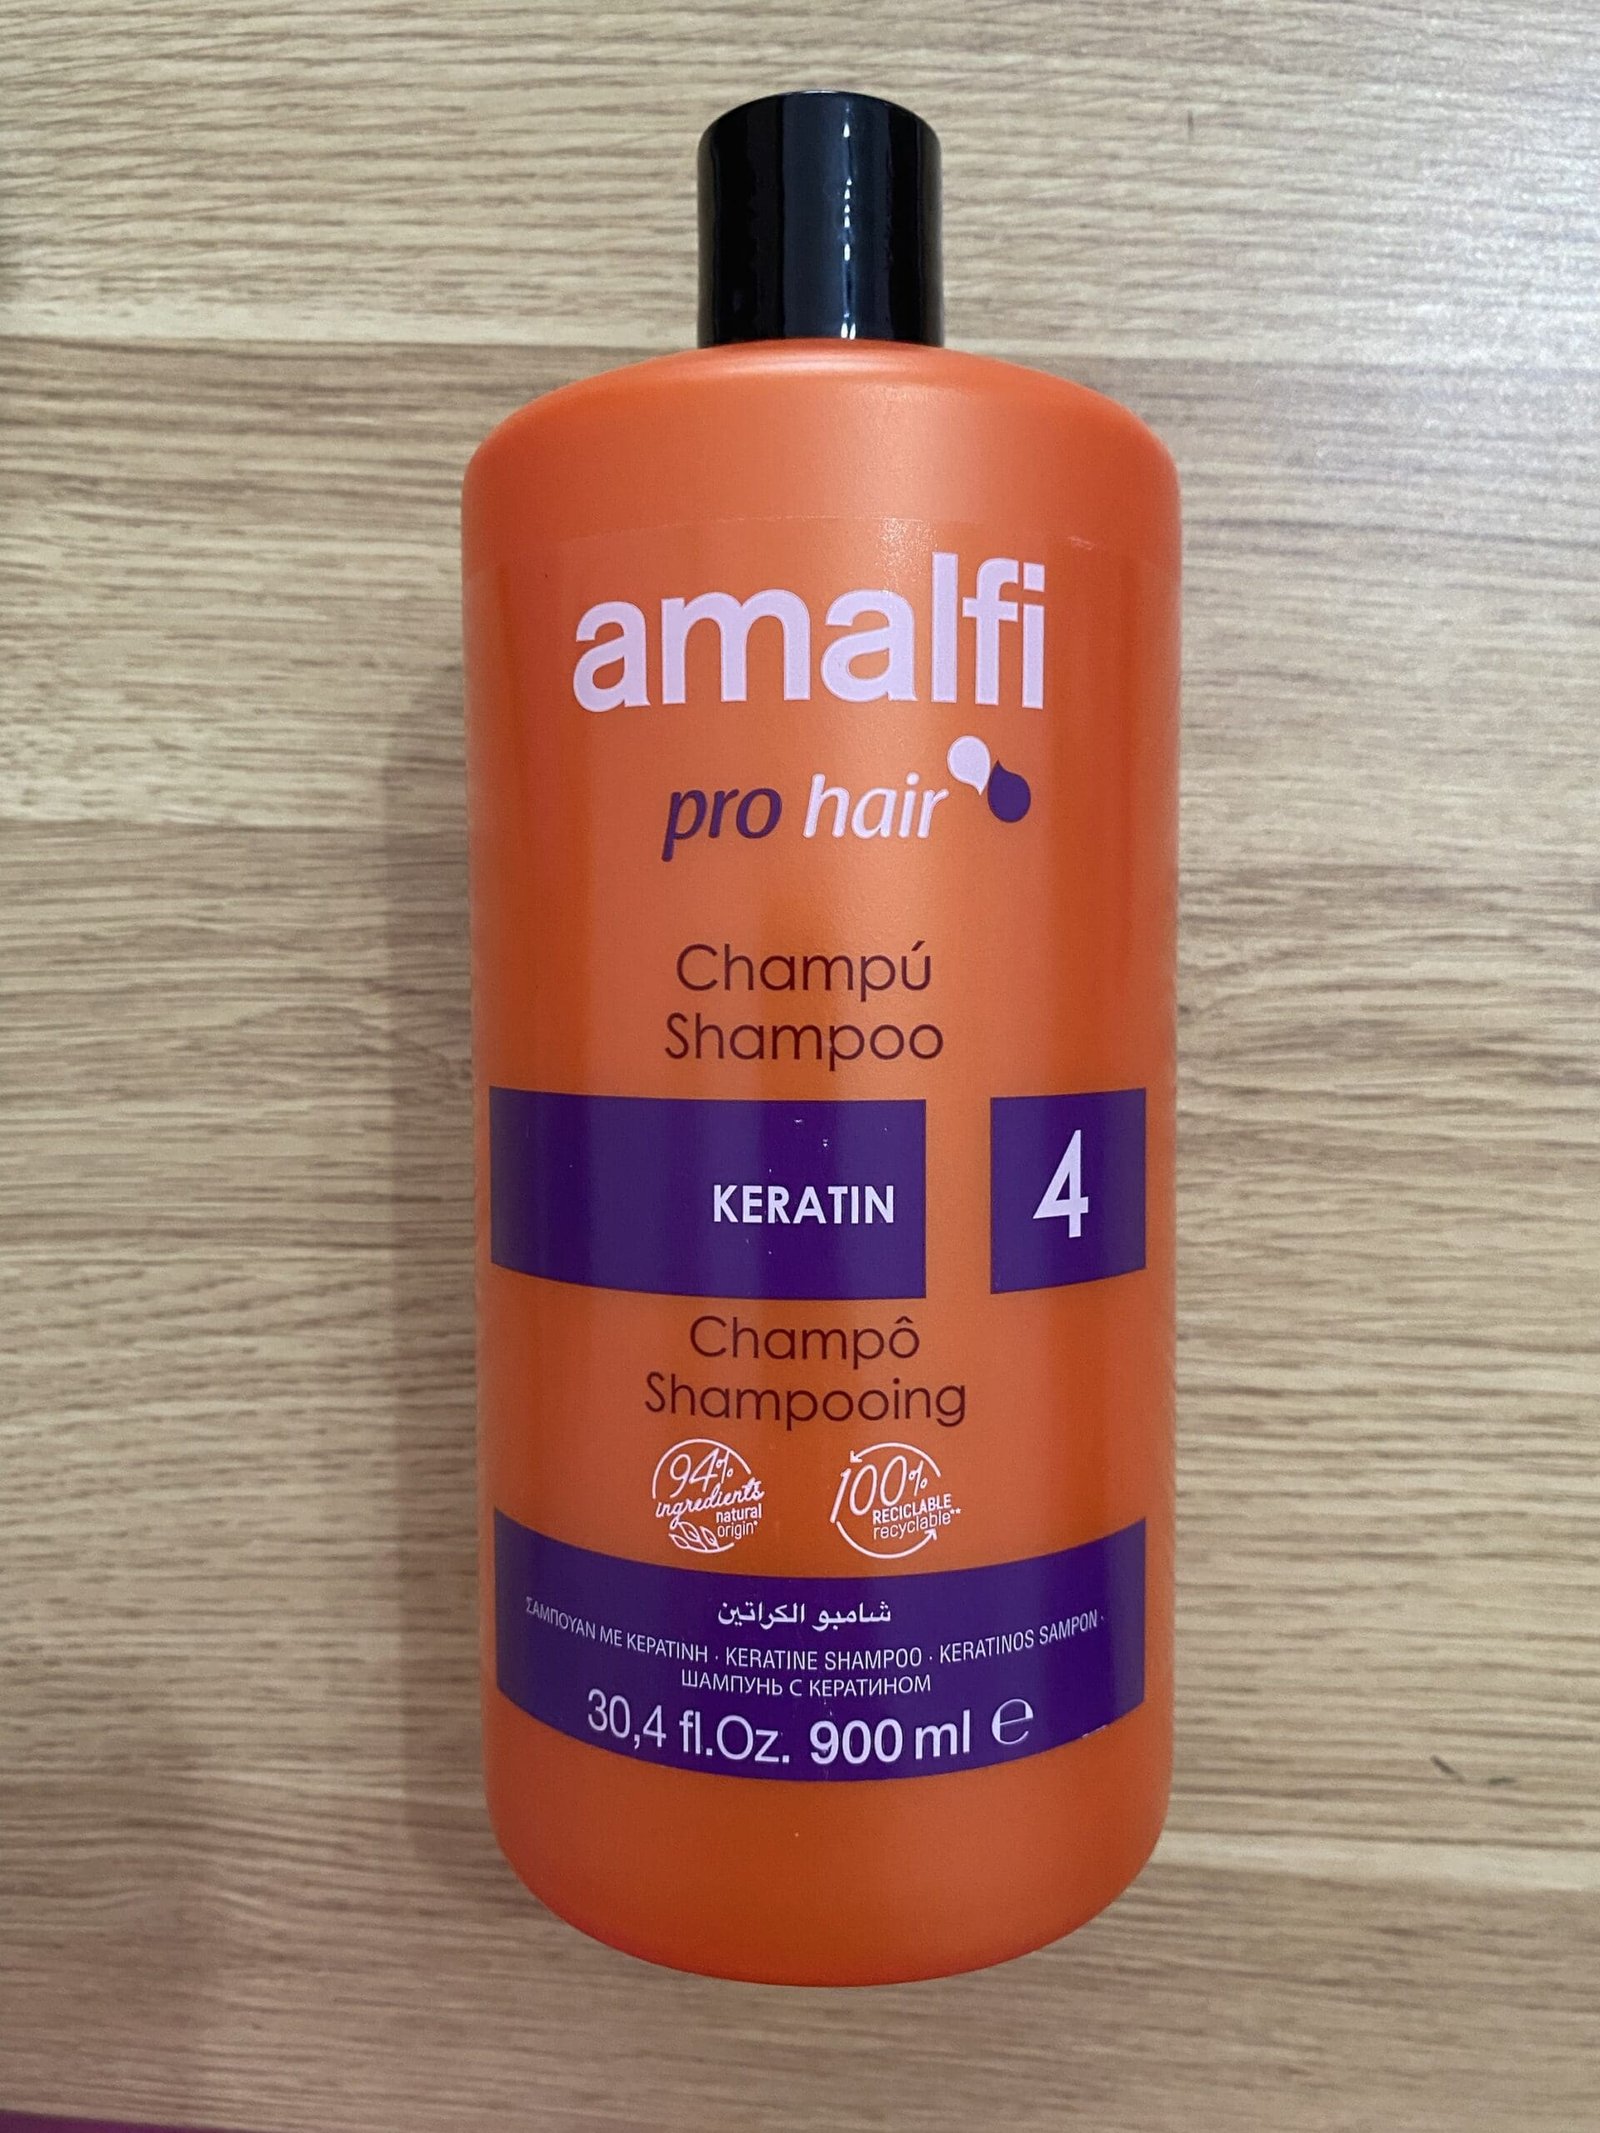 amalfi
pro hair
Champú
Shampoo
KERATIN
4
Champô
Shampooing
94%
ingredients
natural
origin*
100%
RECICLABLE
recyclable**
شامبو الكراتين
ΣΑΜΠΟΥΑΝ ΜΕ ΚΕΡΑΤΙΝΗ · KERATINE SHAMPOO · KERATINOS SAMPON ·
ШАМПУНЬ С КЕРАТИНОМ
30,4 fl.Oz. 900 ml ℮